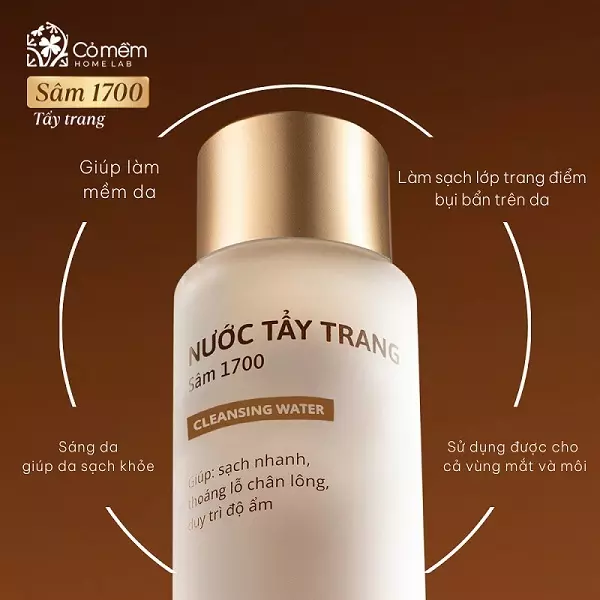 Cỏ mềm
HOME LAB
Sâm 1700
Tẩy trang
Giúp làm
mềm da
Làm sạch lớp trang điểm
bụi bẩn trên da
NƯỚC TẨY TRANG
Sâm 1700
CLEANSING WATER
Giúp: sạch nhanh,
thoáng lỗ chân lông,
duy trì độ ẩm
Sáng da
giúp da sạch khỏe
Sử dụng được cho
cả vùng mắt và môi